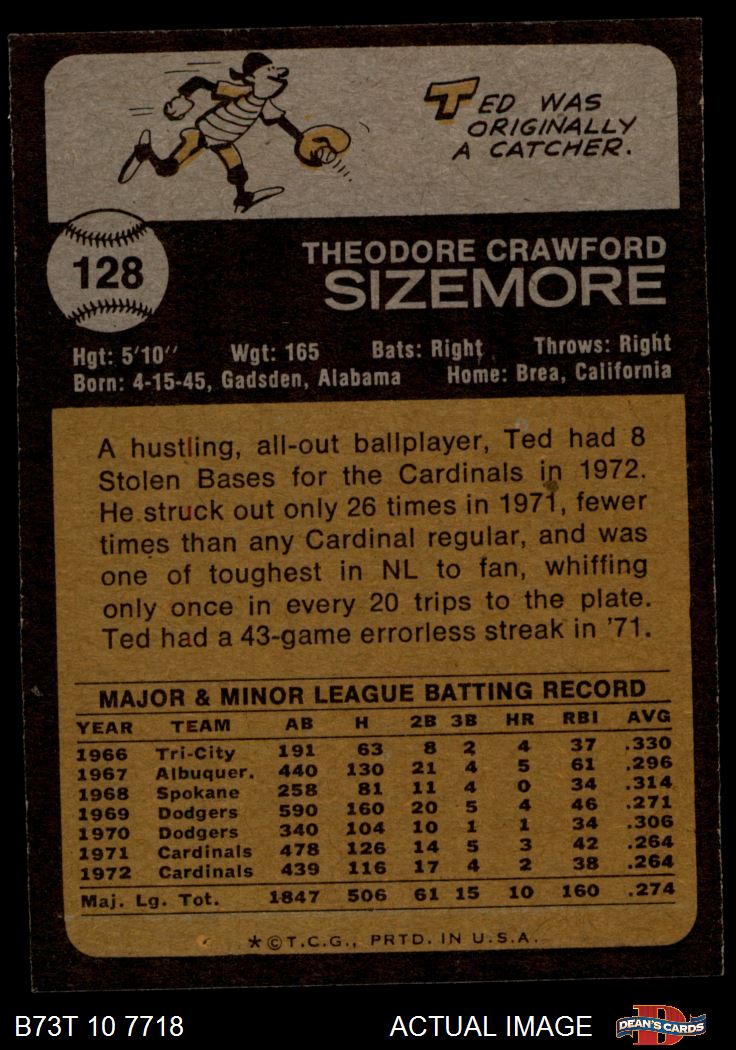 TED WAS
ORIGINALLY
A CATCHER.
128
THEODORE CRAWFORD
SIZEMORE
Hgt: 5'10" Wgt: 165 Bats: Right Throws: Right
Born: 4-15-45, Gadsden, Alabama Home: Brea, California
A hustling, all-out ballplayer, Ted had 8
Stolen Bases for the Cardinals in 1972.
He struck out only 26 times in 1971, fewer
times than any Cardinal regular, and was
one of toughest in NL to fan, whiffing
only once in every 20 trips to the plate.
Ted had a 43-game errorless streak in '71.
MAJOR & MINOR LEAGUE BATTING RECORD
YEAR TEAM AB H 2B 3B HR RBI AVG
1966 Tri-City 191 63 8 2 4 37 .330
1967 Albuquer. 440 130 21 4 5 61 .296
1968 Spokane 258 81 11 4 0 34 .314
1969 Dodgers 590 160 20 5 4 46 .271
1970 Dodgers 340 104 10 1 1 34 .306
1971 Cardinals 478 126 14 5 3 42 .264
1972 Cardinals 439 116 17 4 2 38 .264
Maj. Lg. Tot. 1847 506 61 15 10 160 .274
★©T.C.G., PRTD. IN U.S.A.
B73T 10 7718 ACTUAL IMAGE D DEAN'S CARDS